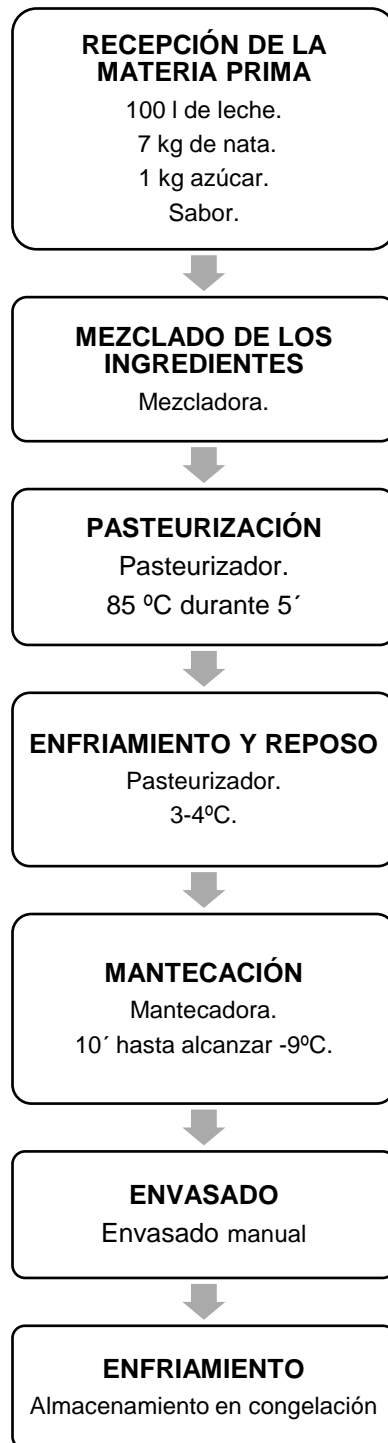 RECEPCIÓN DE LA
MATERIA PRIMA
100 l de leche.
7 kg de nata.
1 kg azúcar.
Sabor.
MEZCLADO DE LOS
INGREDIENTES
Mezcladora.
PASTEURIZACIÓN
Pasteurizador.
85 ºC durante 5´
ENFRIAMIENTO Y REPOSO
Pasteurizador.
3-4ºC.
MANTECACIÓN
Mantecadora.
10´ hasta alcanzar -9ºC.
ENVASADO
Envasado manual
ENFRIAMIENTO
Almacenamiento en congelación